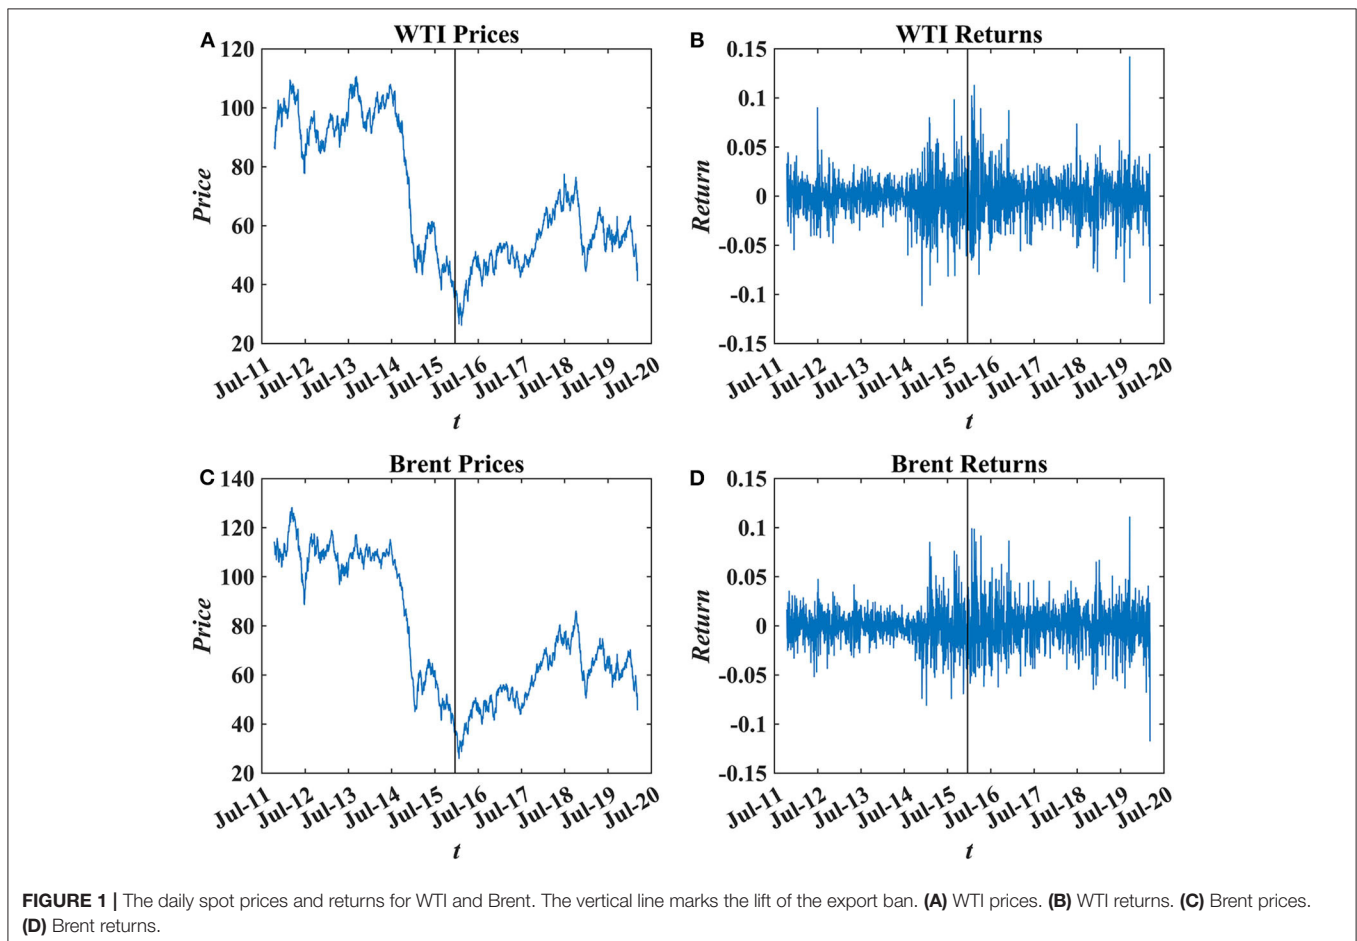 A
WTI Prices
120
100
80
60
40
20
Price
Jul-11 Jul-12 Jul-13 Jul-14 Jul-15 Jul-16 Jul-17 Jul-18 Jul-19 Jul-20
t
B
WTI Returns
0.15
0.1
0.05
0
-0.05
-0.1
-0.15
Return
Jul-11 Jul-12 Jul-13 Jul-14 Jul-15 Jul-16 Jul-17 Jul-18 Jul-19 Jul-20
t
C
Brent Prices
140
120
100
80
60
40
20
Price
Jul-11 Jul-12 Jul-13 Jul-14 Jul-15 Jul-16 Jul-17 Jul-18 Jul-19 Jul-20
t
D
Brent Returns
0.15
0.1
0.05
0
-0.05
-0.1
-0.15
Return
Jul-11 Jul-12 Jul-13 Jul-14 Jul-15 Jul-16 Jul-17 Jul-18 Jul-19 Jul-20
t
FIGURE 1 | The daily spot prices and returns for WTI and Brent. The vertical line marks the lift of the export ban. (A) WTI prices. (B) WTI returns. (C) Brent prices.
(D) Brent returns.